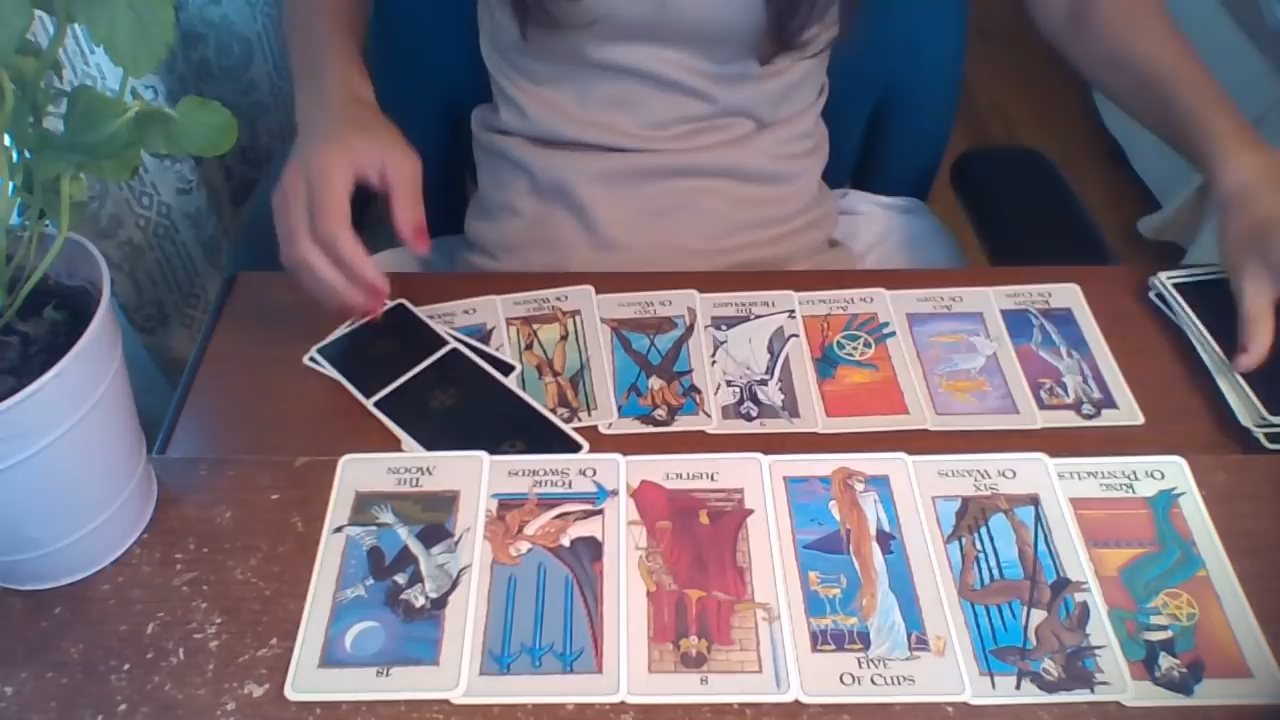 OF WANDS
THREE
OF WANDS
TWO
THE
HIEROPHANT
OF PENTACLES
ACE
OF CUPS
ACE
OF CUPS
KNIGHT
THE
MOON
18
FOUR
OF SWORDS
JUSTICE
8
FIVE
OF CUPS
SIX
OF WANDS
KING
OF PENTACLES